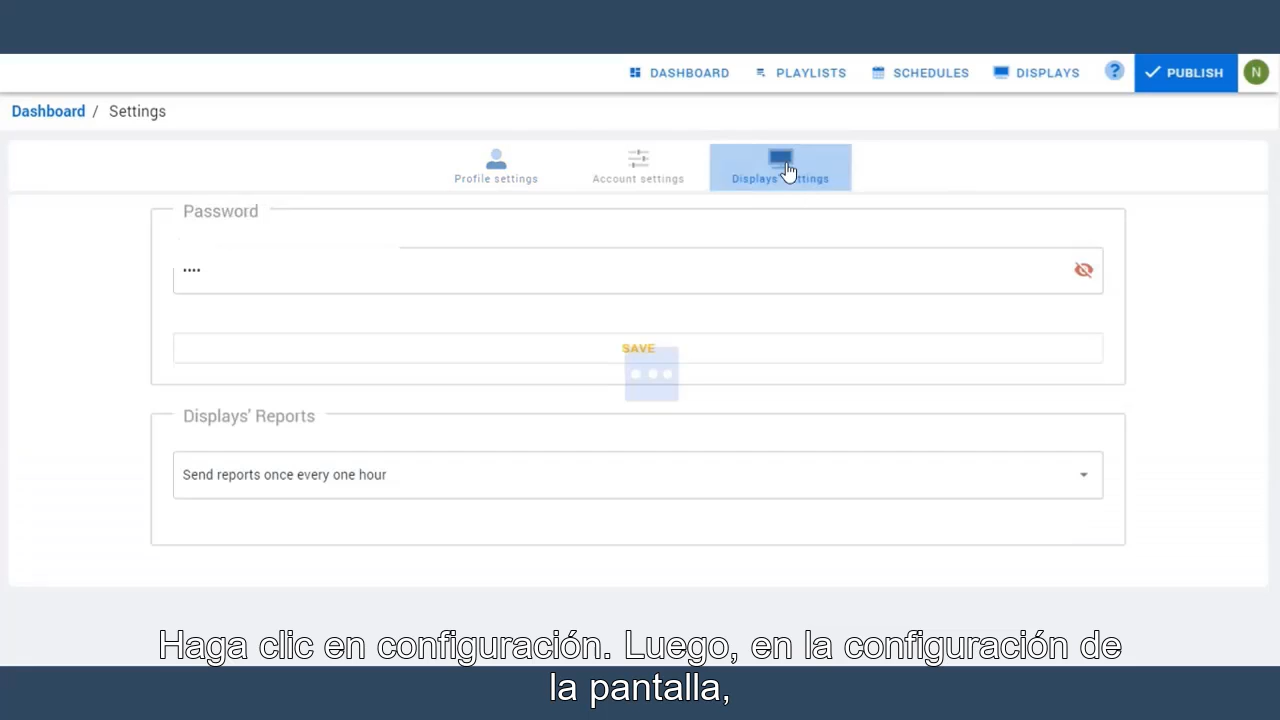 DASHBOARD PLAYLISTS SCHEDULES DISPLAYS ? PUBLISH N
Dashboard / Settings
Profile settings Account settings Displays ttings
Password
••••
SAVE
Displays' Reports
Send reports once every one hour
Haga clic en configuración. Luego, en la configuración de
la pantalla,